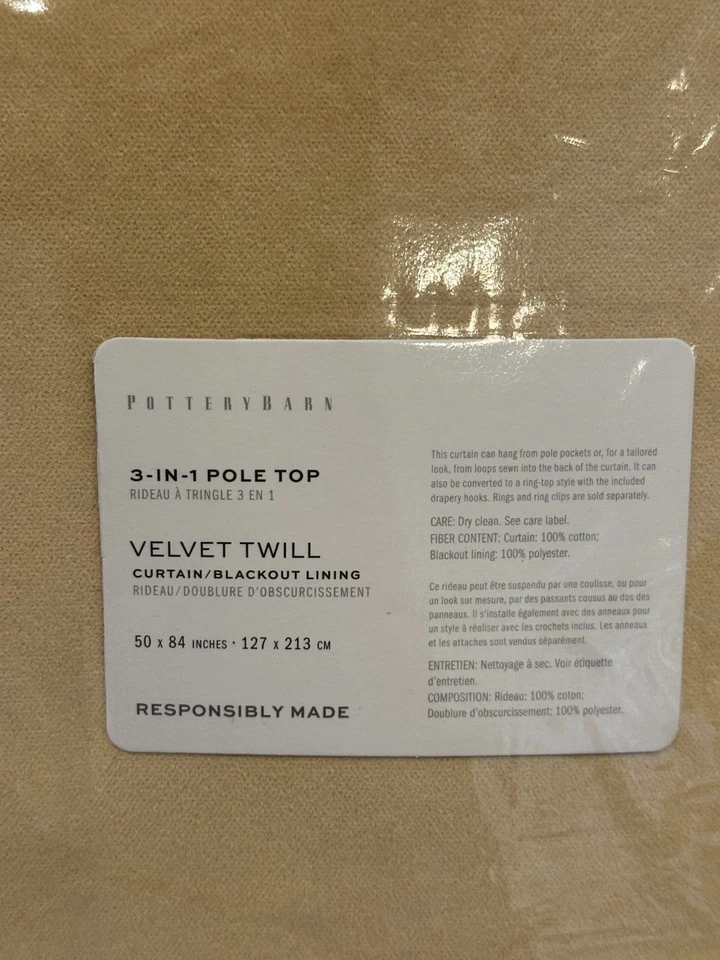 POTTERYBARN
3-IN-1 POLE TOP
RIDEAU À TRINGLE 3 EN 1
VELVET TWILL
CURTAIN/BLACKOUT LINING
RIDEAU/DOUBLURE D'OBSCURCISSEMENT
50 x 84 INCHES · 127 x 213 CM
RESPONSIBLY MADE
This curtain can hang from pole pockets or, for a tailored
look, from loops sewn into the back of the curtain. It can
also be converted to a ring-top style with the included
drapery hooks. Rings and ring clips are sold separately.
CARE: Dry clean. See care label.
FIBER CONTENT: Curtain: 100% cotton;
Blackout lining: 100% polyester.
Ce rideau peut être suspendu par une coulisse, ou pour
un look sur mesure, par des passants cousus au dos des
panneaux. Il s'installe également avec des anneaux pour
un style à réaliser avec les crochets inclus. Les anneaux
et les attaches sont vendus séparément.
ENTRETIEN: Nettoyage à sec. Voir étiquette
d'entretien.
COMPOSITION: Rideau: 100% coton;
Doublure d'obscurcissement: 100% polyester.